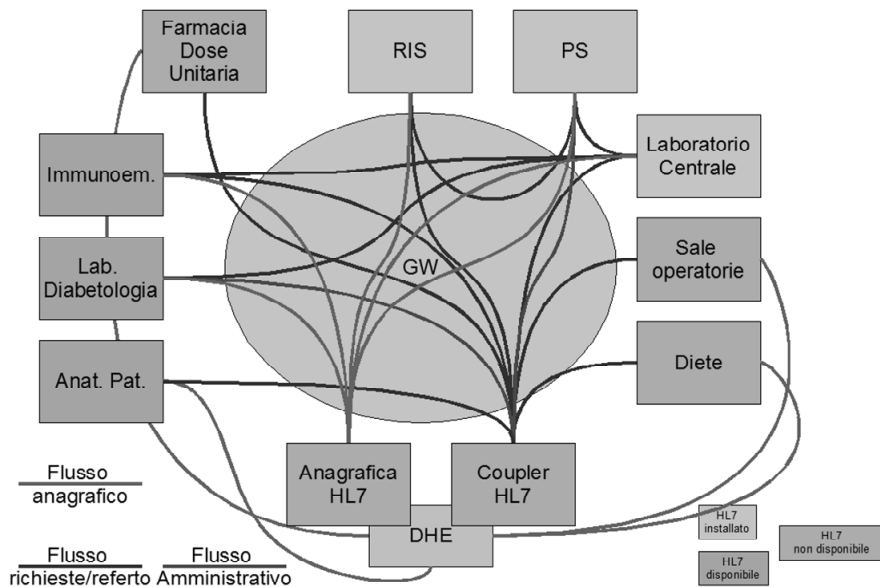 Farmacia
Dose
Unitaria
RIS
PS
Immunoem.
Laboratorio
Centrale
Lab.
Diabetologia
GW
Sale
operatorie
Anat. Pat.
Diete
Anagrafica
HL7
Coupler
HL7
DHE
Flusso
anagrafico
Flusso
richieste/referto
Flusso
Amministrativo
HL7
installato
HL7
disponibile
HL7
non disponibile